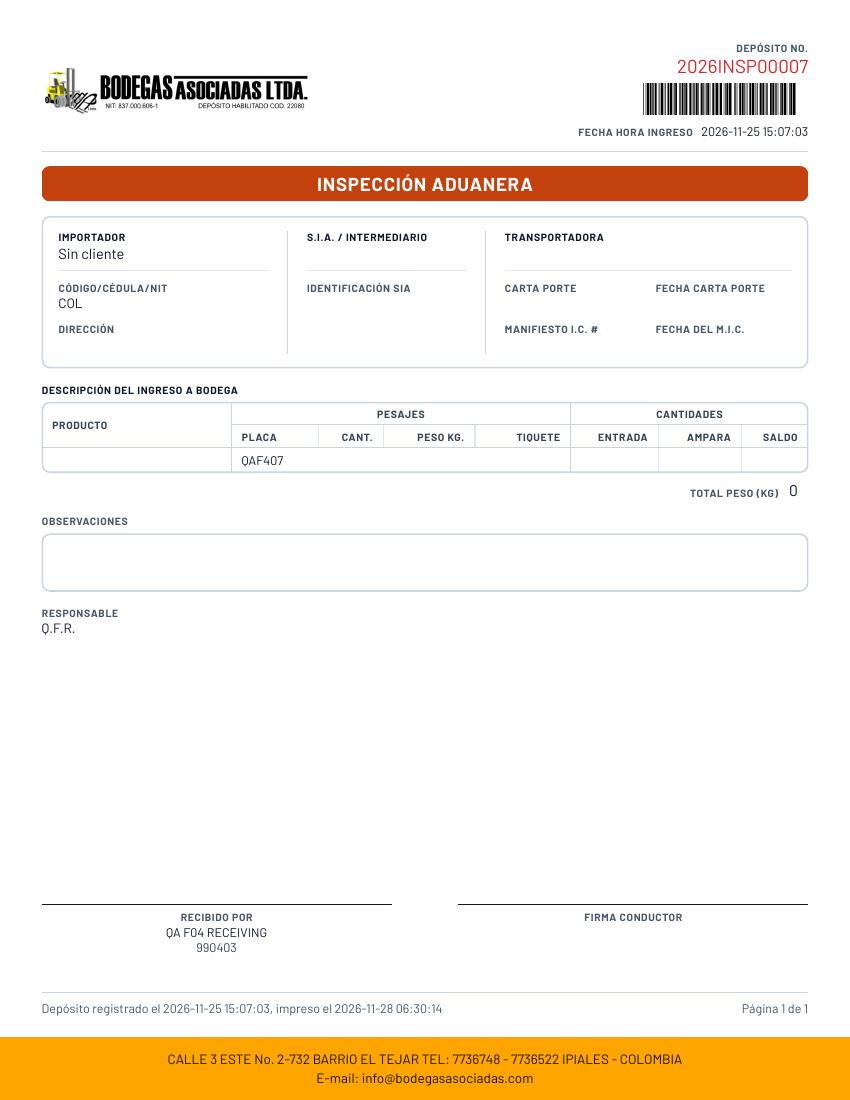 BODEGAS ASOCIADAS LTDA.
NIT: 837.000.606-1 DEPÓSITO HABILITADO COD. 22080
DEPÓSITO NO.
2026INSP00007
FECHA HORA INGRESO 2026-11-25 15:07:03
INSPECCIÓN ADUANERA
IMPORTADOR
Sin cliente
CÓDIGO/CÉDULA/NIT
COL
DIRECCIÓN
S.I.A. / INTERMEDIARIO
IDENTIFICACIÓN SIA
TRANSPORTADORA
CARTA PORTE FECHA CARTA PORTE
MANIFIESTO I.C. # FECHA DEL M.I.C.
DESCRIPCIÓN DEL INGRESO A BODEGA
PRODUCTO PESAJES CANTIDADES
PLACA CANT. PESO KG. TIQUETE ENTRADA AMPARA SALDO
QAF407
TOTAL PESO (KG) 0
OBSERVACIONES
RESPONSABLE
Q.F.R.
RECIBIDO POR
QA F04 RECEIVING
990403
FIRMA CONDUCTOR
Depósito registrado el 2026-11-25 15:07:03, impreso el 2026-11-28 06:30:14 Página 1 de 1
CALLE 3 ESTE No. 2-732 BARRIO EL TEJAR TEL: 7736748 - 7736522 IPIALES - COLOMBIA
E-mail: info@bodegasasociadas.com